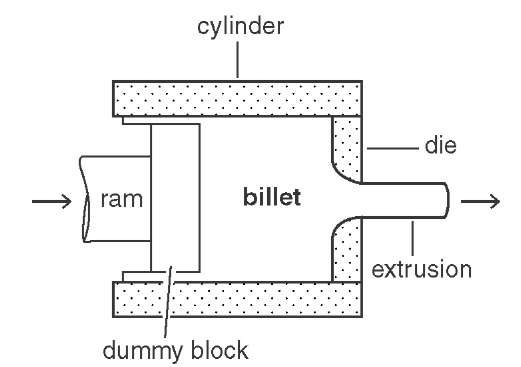 cylinder
die
ram
billet
extrusion
dummy block